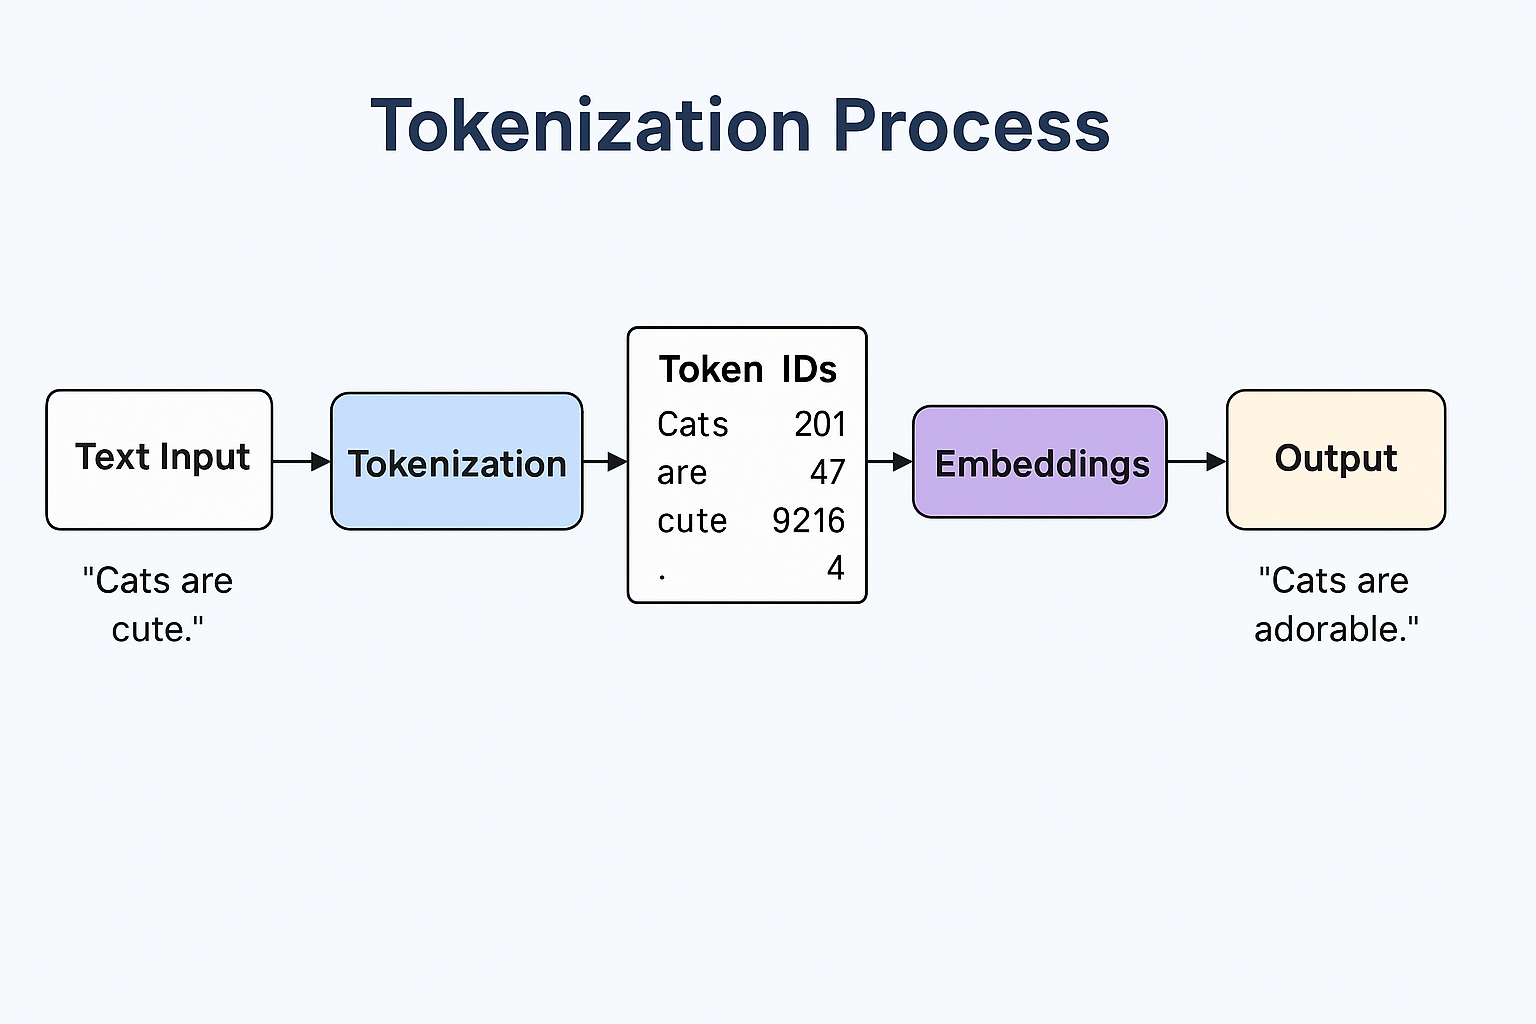 Tokenization Process
Text Input
"Cats are
cute."
Tokenization
Token IDs
Cats 201
are 47
cute 9216
. 4
Embeddings
Output
"Cats are
adorable."